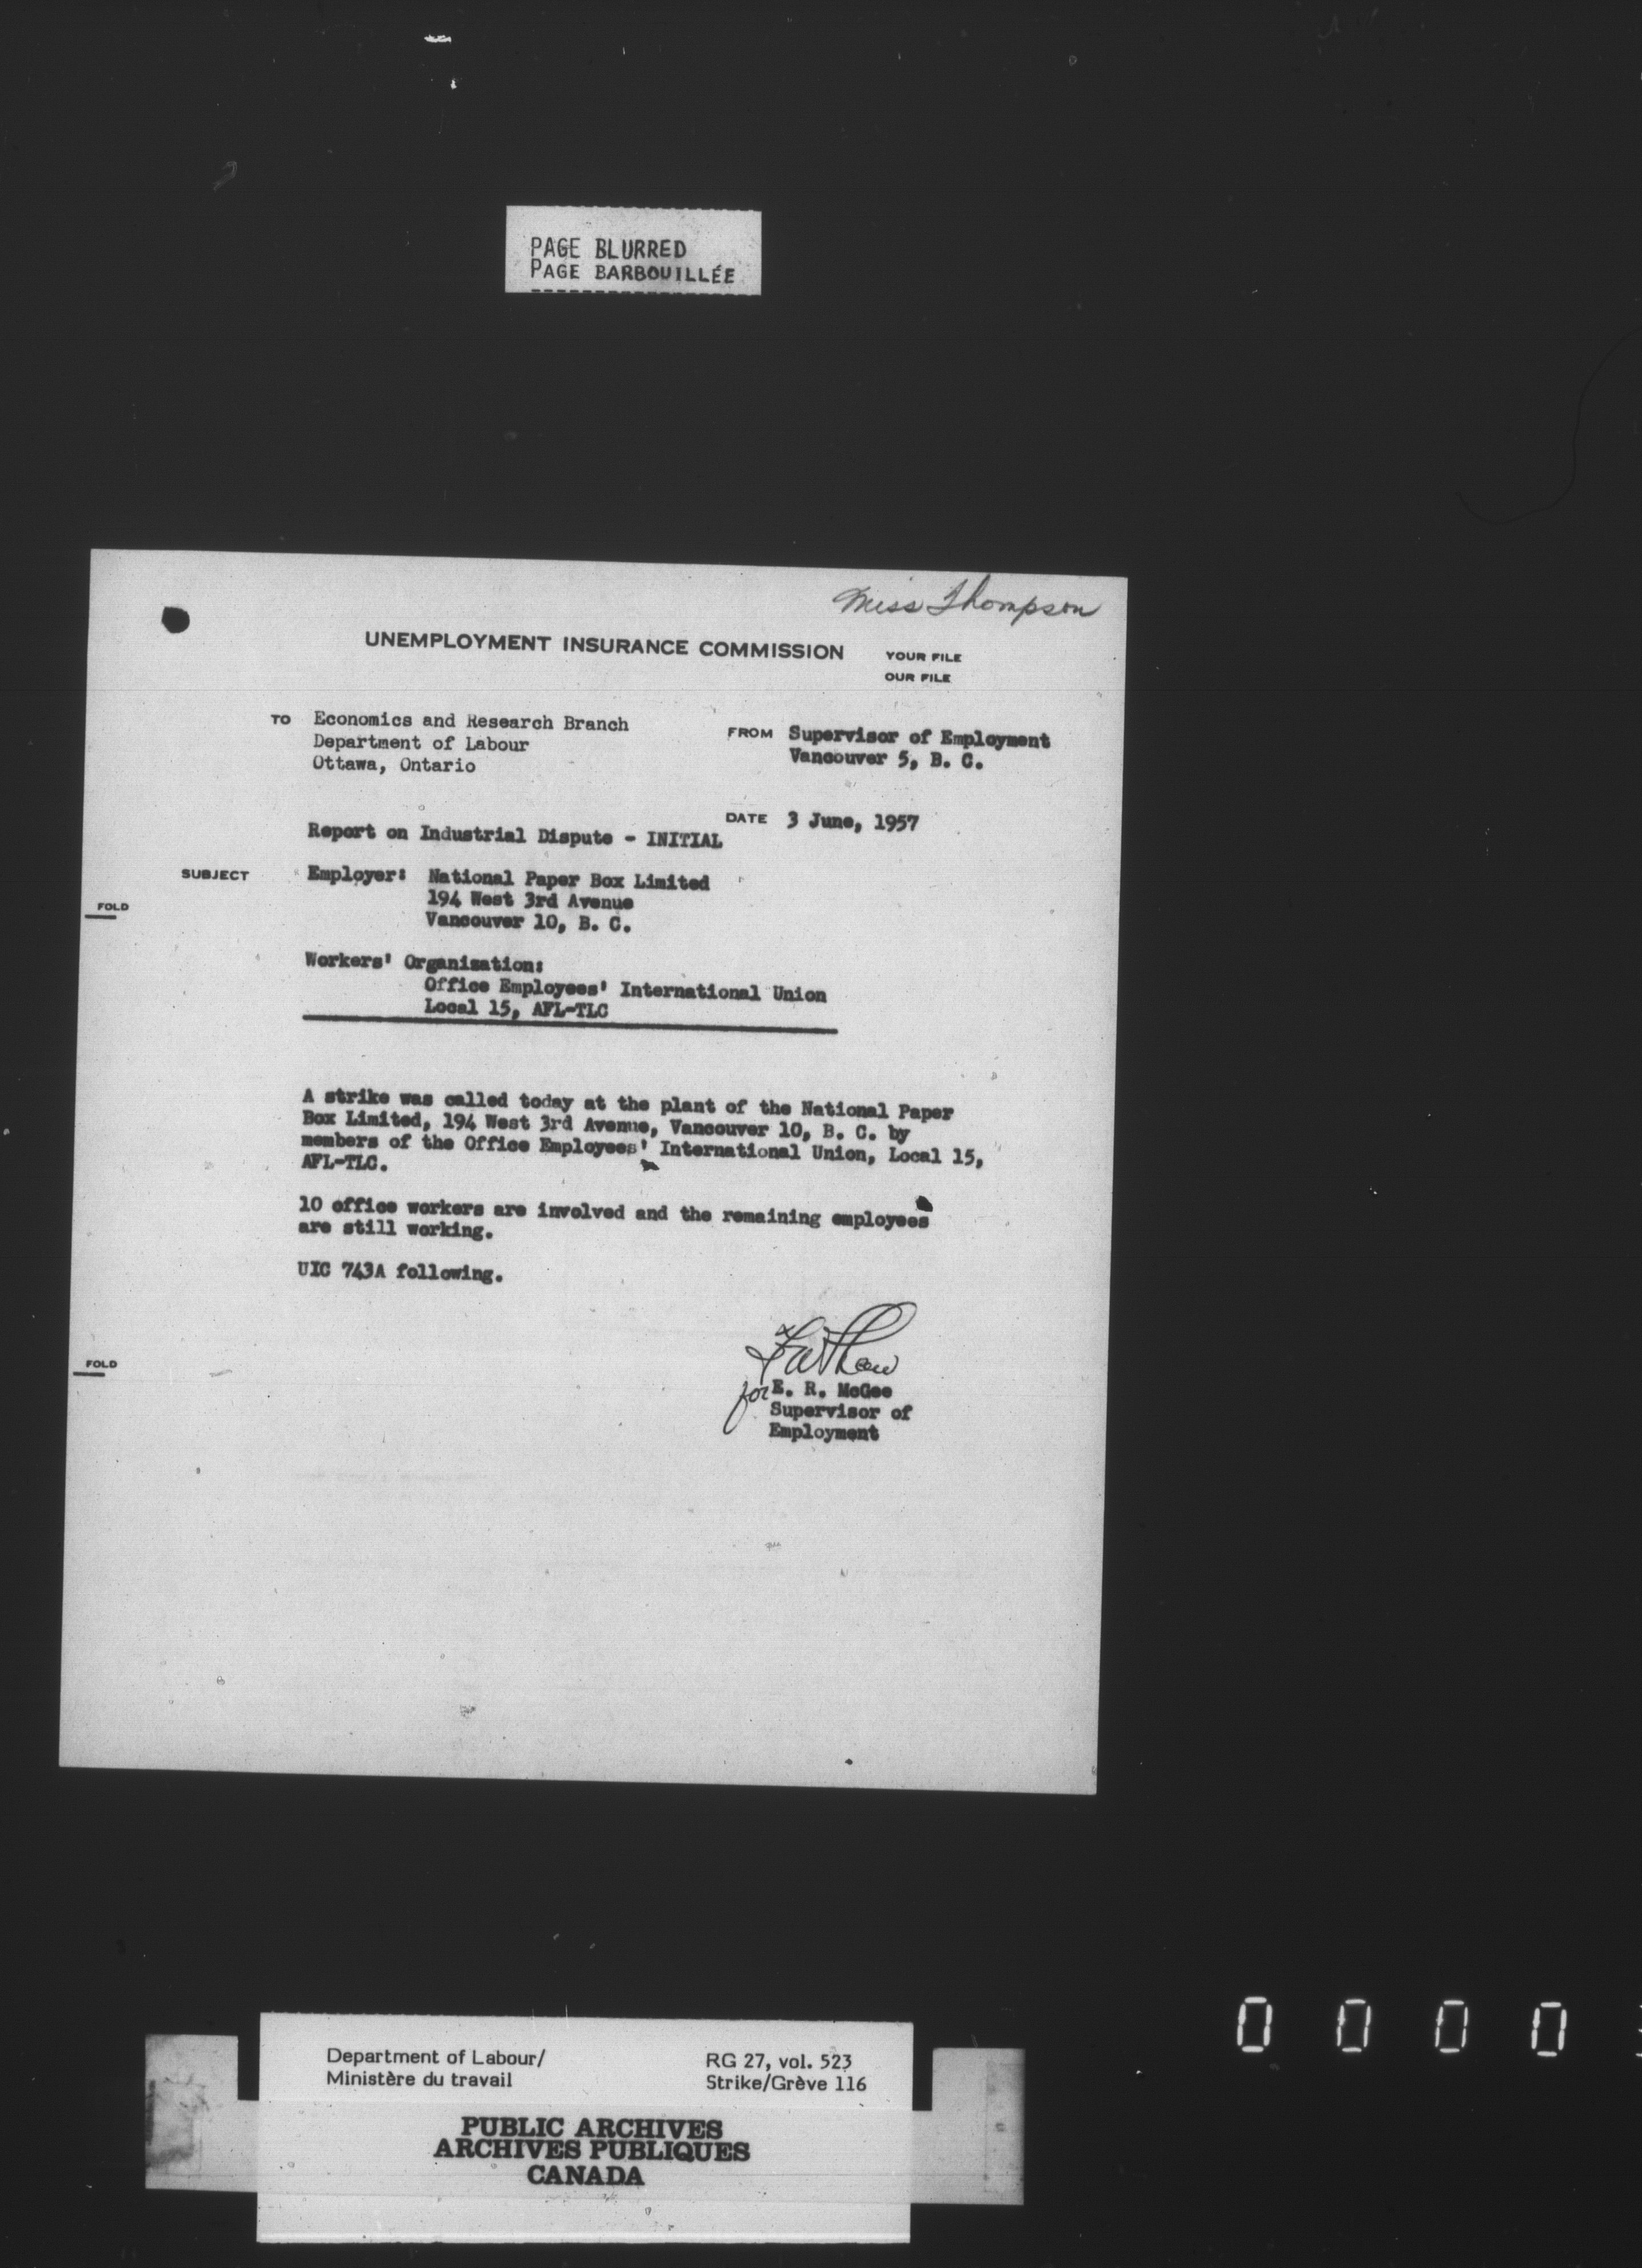 PAGE BLURRED
PAGE BARBOUILLÉE
Miss Thompson
UNEMPLOYMENT INSURANCE COMMISSION
YOUR FILE
OUR FILE
TO Economics and Research Branch
Department of Labour
Ottawa, Ontario
FROM Supervisor of Employment
Vancouver 5, B. C.
DATE 3 June, 1957
Report on Industrial Dispute - INITIAL
SUBJECT Employer: National Paper Box Limited
194 West 3rd Avenue
FOLD
Vancouver 10, B. C.
Workers' Organization:
Office Employees' International Union
Local 15, AFL-TLC
A strike was called today at the plant of the National Paper
Box Limited, 194 West 3rd Avenue, Vancouver 10, B. C. by
members of the Office Employees' International Union, Local 15,
AFL-TLC.
10 office workers are involved and the remaining employees
are still working.
UIC 743A following.
FOLD
for E. R. McGee
Supervisor of
Employment
0 0 0 0
Department of Labour/
Ministère du travail
RG 27, vol. 523
Strike/Grève 116
PUBLIC ARCHIVES
ARCHIVES PUBLIQUES
CANADA